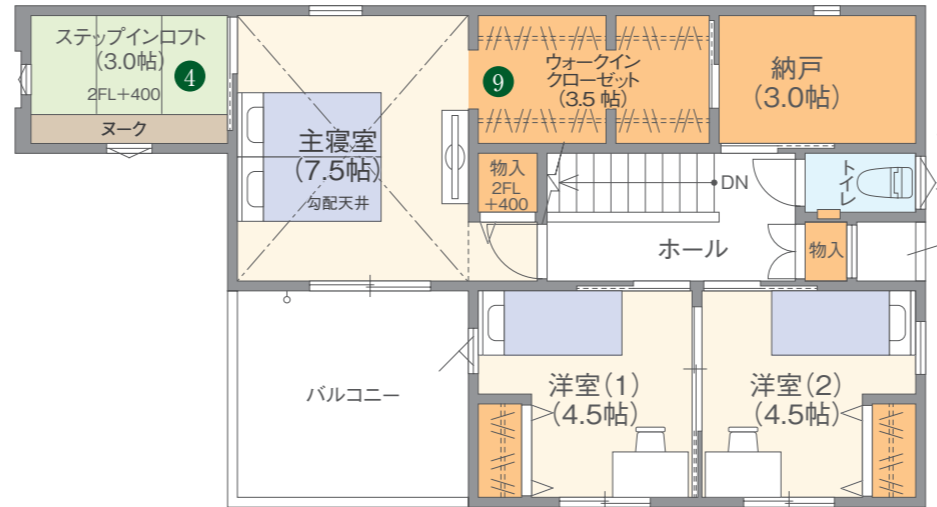 ステップインロフト
(3.0帖)
4
2FL+400
ヌーク
主寝室
(7.5帖)
勾配天井
9
ウォークイン
クローゼット
(3.5帖)
納戸
(3.0帖)
物入
2FL
+400
DN
トイレ
ホール
物入
バルコニー
洋室(1)
(4.5帖)
洋室(2)
(4.5帖)